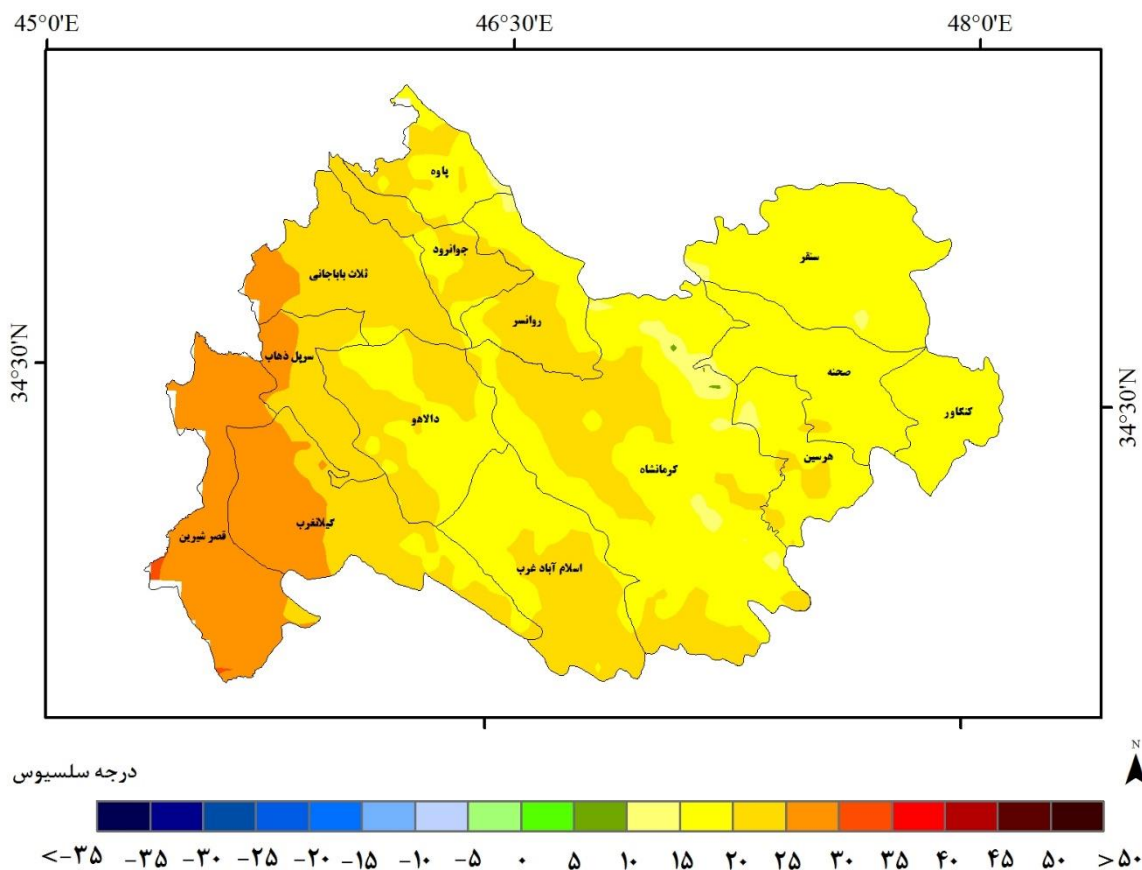 45°0'E 46°30'E 48°0'E
34°30'N
34°30'N
پاوه
جوانرود
سنقر
ثلاث باباجانی
روانسر
سرپل ذهاب
صحنه
کنگاور
دالاهو
هرسین
کرمانشاه
گیلانغرب
قصر شیرین
اسلام آباد غرب
درجه سلسیوس
N
<-۳۵ -۳۵ -۳۰ -۲۵ -۲۰ -۱۵ -۱۰ -۵ ۰ ۵ ۱۰ ۱۵ ۲۰ ۲۵ ۳۰ ۳۵ ۴۰ ۴۵ ۵۰ >۵۰